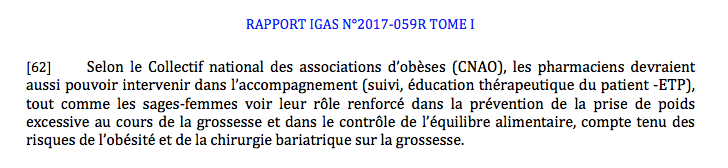 RAPPORT IGAS N°2017-059R TOME I
[62] Selon le Collectif national des associations d’obèses (CNAO), les pharmaciens devraient
aussi pouvoir intervenir dans l’accompagnement (suivi, éducation thérapeutique du patient -ETP),
tout comme les sages-femmes voir leur rôle renforcé dans la prévention de la prise de poids
excessive au cours de la grossesse et dans le contrôle de l’équilibre alimentaire, compte tenu des
risques de l’obésité et de la chirurgie bariatrique sur la grossesse.